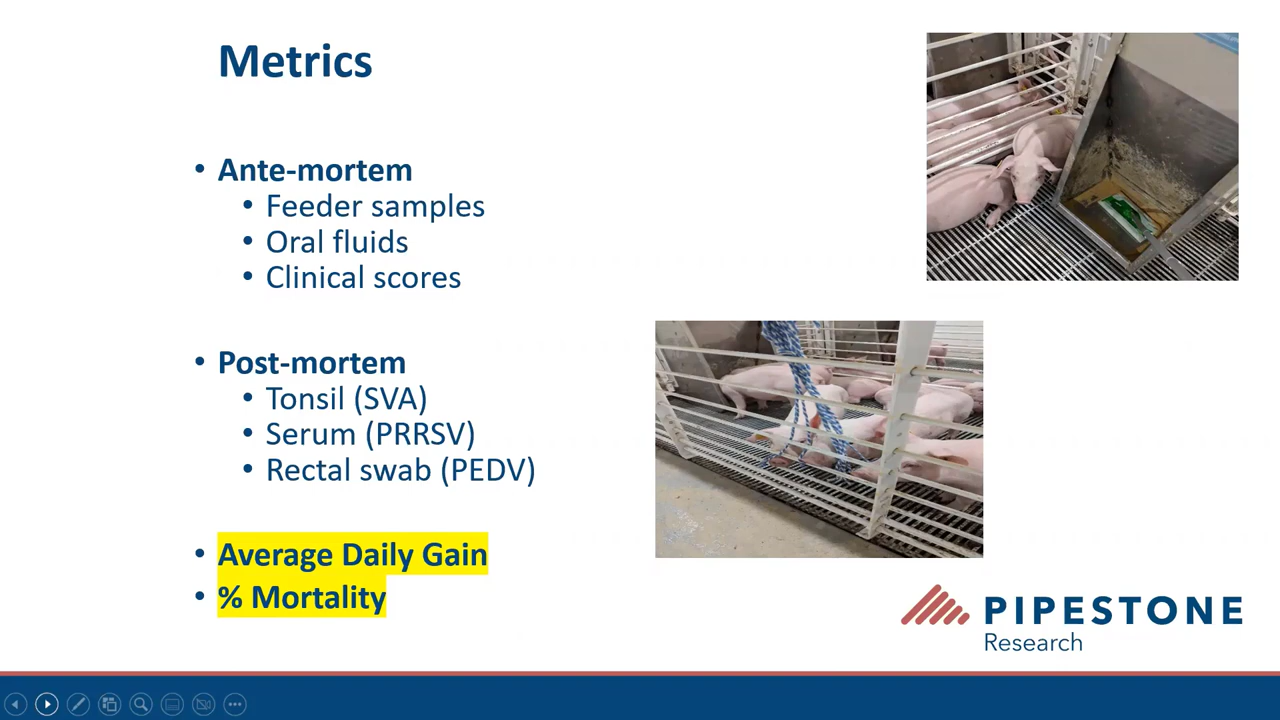 Metrics
• Ante-mortem
• Feeder samples
• Oral fluids
• Clinical scores
• Post-mortem
• Tonsil (SVA)
• Serum (PRRSV)
• Rectal swab (PEDV)
• Average Daily Gain
• % Mortality
PIPESTONE
Research